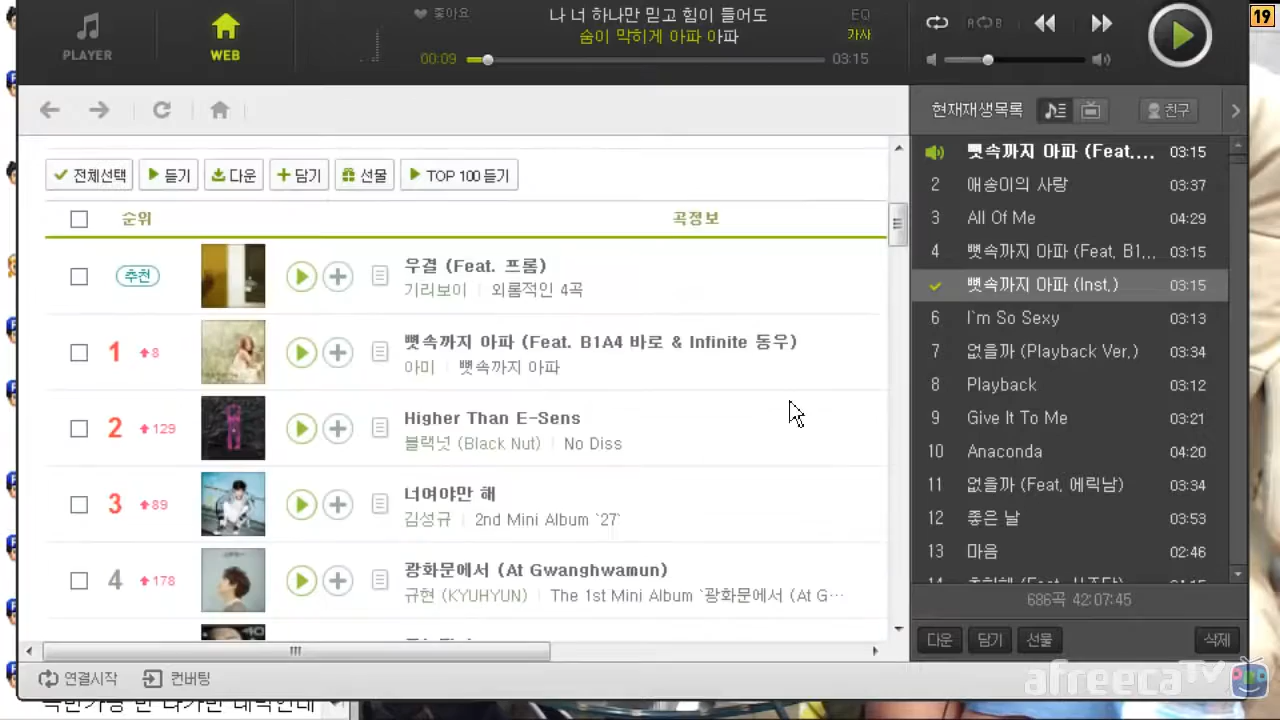 PLAYER
WEB
좋아요
나 너 하나만 믿고 힘이 들어도
숨이 막히게 아파 아파
EQ
가사
00:09
03:15
19
현재재생목록
친구
전체선택 듣기 다운 담기 선물 TOP 100 듣기
순위 곡정보
추천
우결 (Feat. 프롬)
기리보이 외롭적인 4곡
1 8
뼛속까지 아파 (Feat. B1A4 바로 & Infinite 동우)
아미 뼛속까지 아파
2 129
Higher Than E-Sens
블랙넛 (Black Nut) No Diss
3 89
너여야만 해
김성규 2nd Mini Album `27`
4 178
광화문에서 (At Gwanghwamun)
규현 (KYUHYUN) The 1st Mini Album `광화문에서 (At G...
뼛속까지 아파 (Feat.... 03:15
2 애송이의 사랑 03:37
3 All Of Me 04:29
4 뼛속까지 아파 (Feat. B1... 03:15
뼛속까지 아파 (Inst.) 03:15
6 I`m So Sexy 03:13
7 없을까 (Playback Ver.) 03:34
8 Playback 03:12
9 Give It To Me 03:21
10 Anaconda 04:20
11 없을까 (Feat. 에릭남) 03:34
12 좋은 날 03:53
13 마음 02:46
686곡 42:07:45
다운 담기 선물 삭제
연결시작 컨버팅
afreecaTV